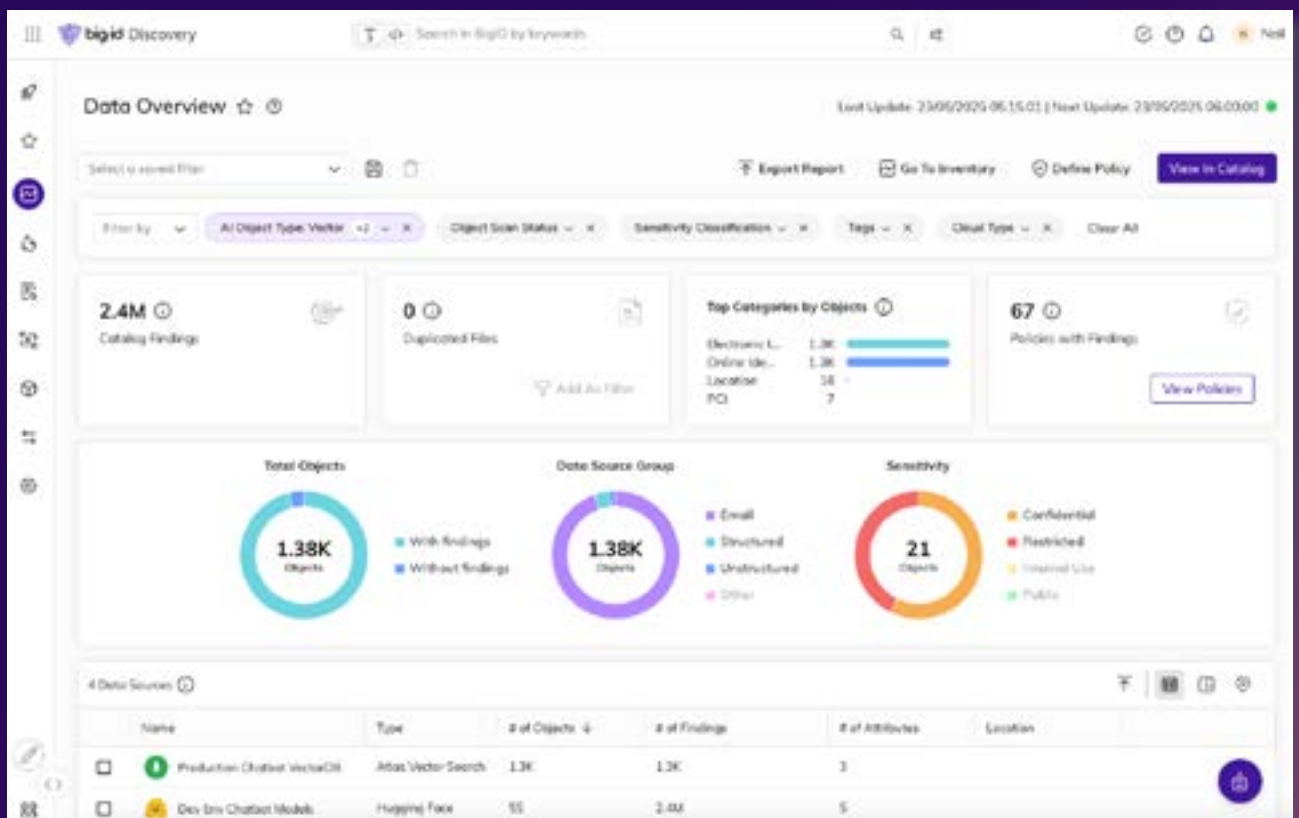 bigid Discovery
Search in BigID by keywords
Neil
Data Overview
Last Update: 23/05/2025 05:15:01 | Next Update: 23/05/2025 06:00:00
Select a saved filter
Export Report
Go To Inventory
Define Policy
View in Catalog
Filter by
AI Object Type: Vector +2
Object Scan Status
Sensitivity Classification
Tags
Cloud Type
Clear All
2.4M
Catalog Findings
0
Duplicated Files
Add As Filter
Top Categories by Objects
Electronic I...
Online Ide... 1.3K
Location
PCI 7
67
Policies with Findings
View Policies
Total Objects
1.38K
Objects
With findings
Without findings
Data Source Group
1.38K
Objects
Email
Structured
Unstructured
Other
Sensitivity
21
Objects
Confidential
Restricted
Internal Use
Public
4 Data Sources
Name Type # of Objects # of Findings # of Attributes Location
Production Chatbot VectorDB Atlas Vector Search 1.3K 1.3K 3
Dev Env Chatbot Models Hugging Face 55 2.4M 5